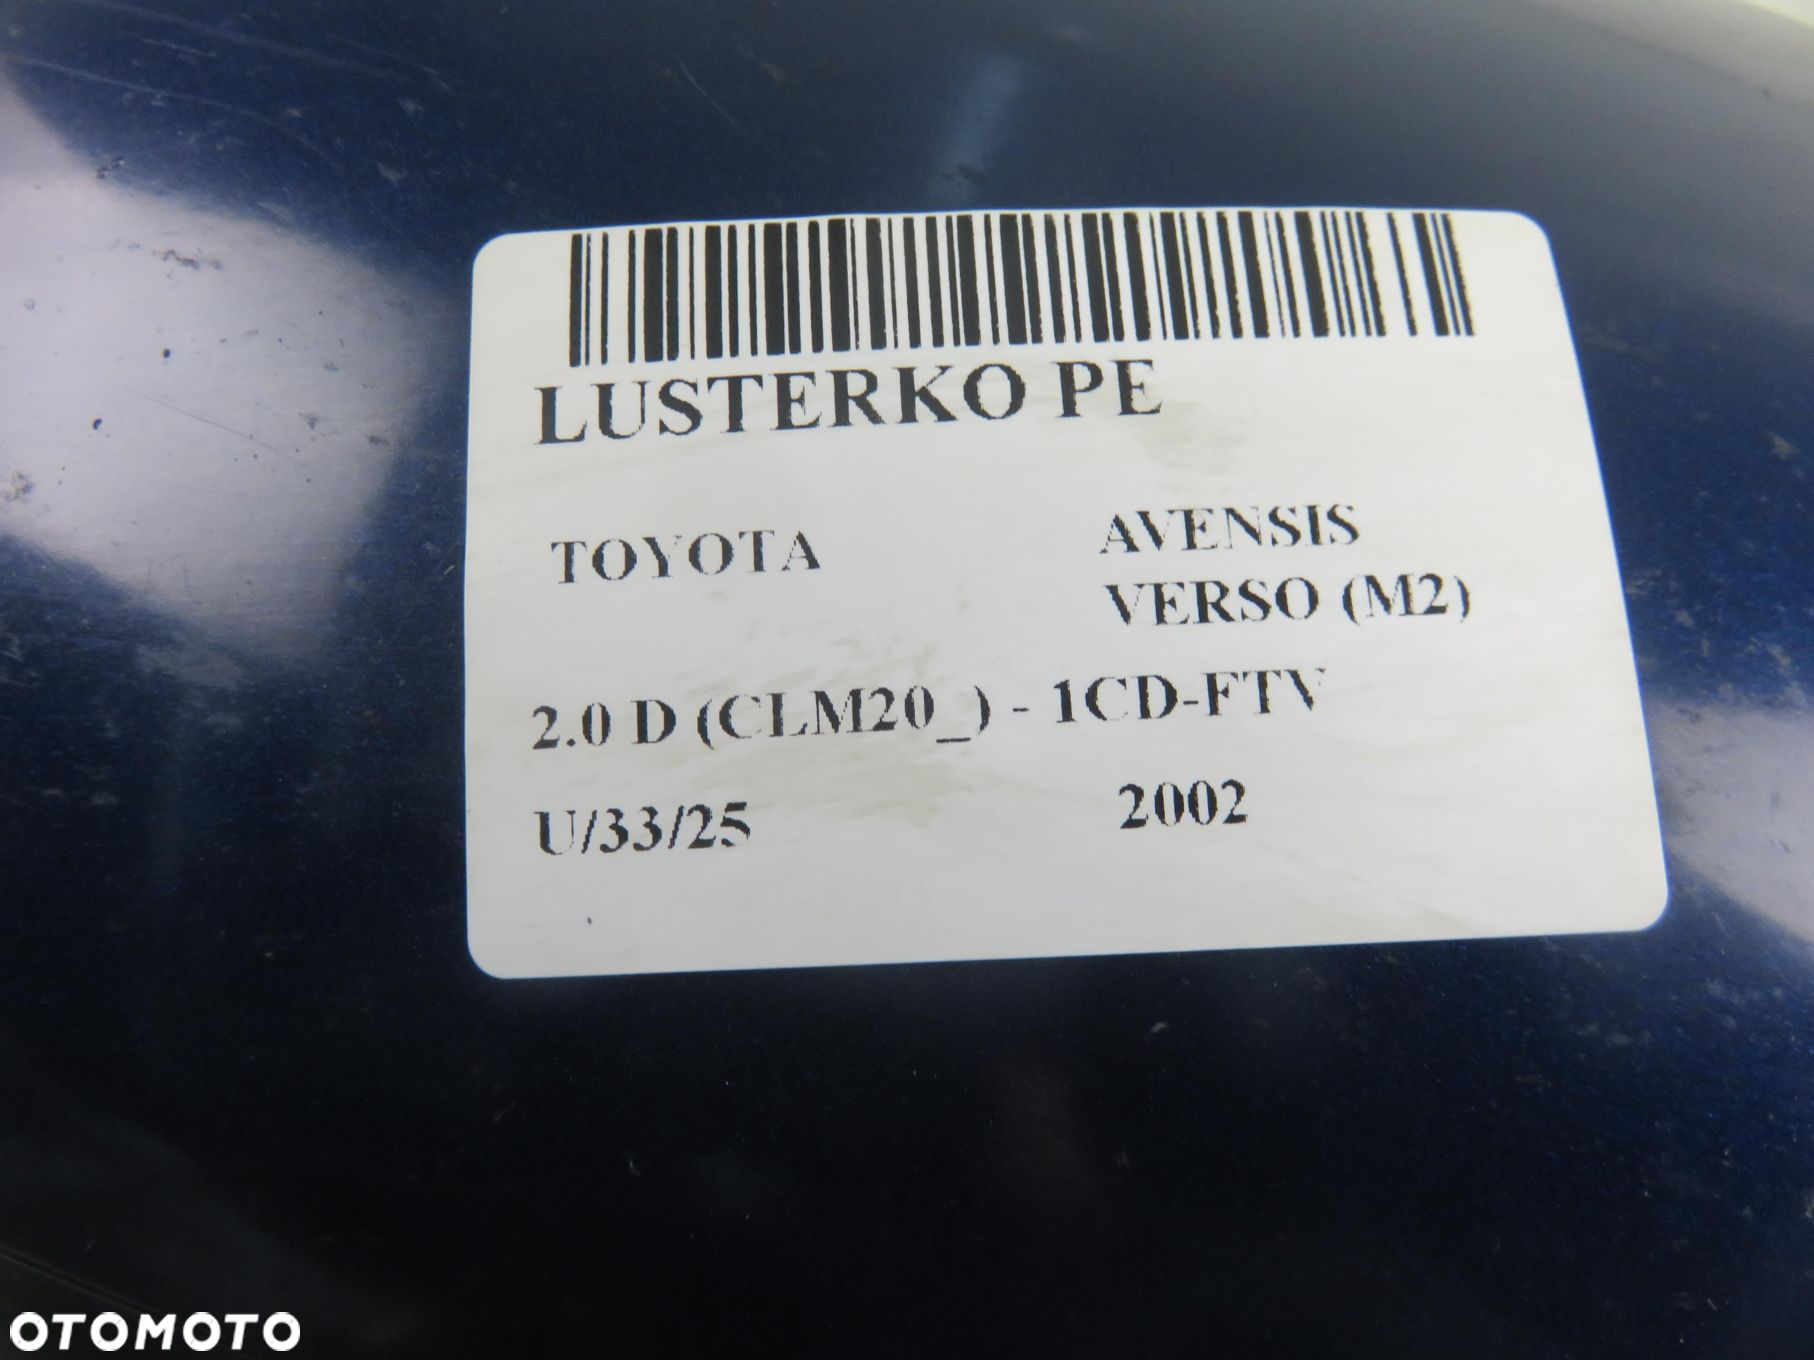 LUSTERKO PE
TOYOTA AVENSIS
VERSO (M2)
2.0 D (CLM20_) - 1CD-FTV
U/33/25 2002
OTOMOTO